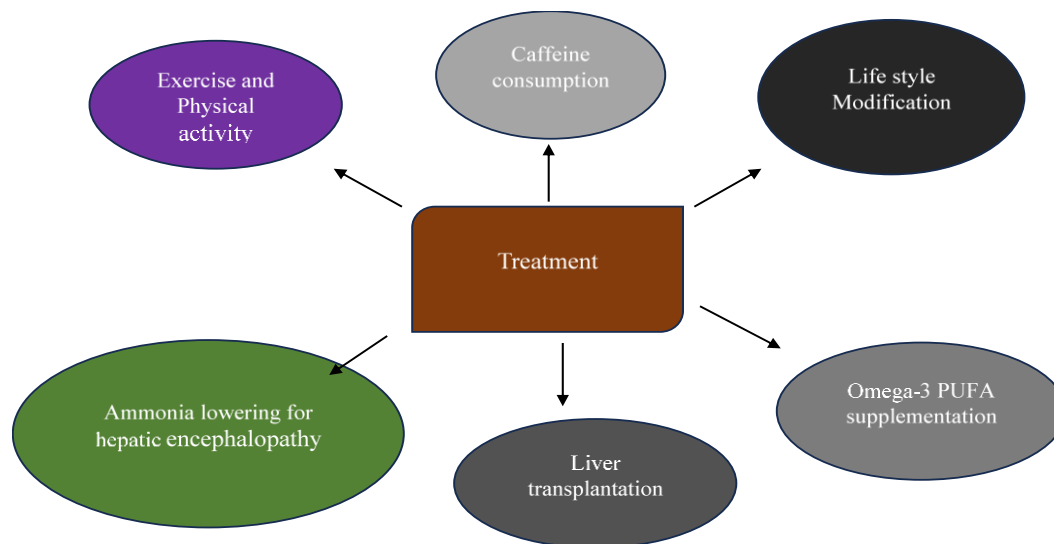 Exercise and
Physical
activity
Caffeine
consumption
Life style
Modification
Treatment
Ammonia lowering for
hepatic encephalopathy
Liver
transplantation
Omega-3 PUFA
supplementation